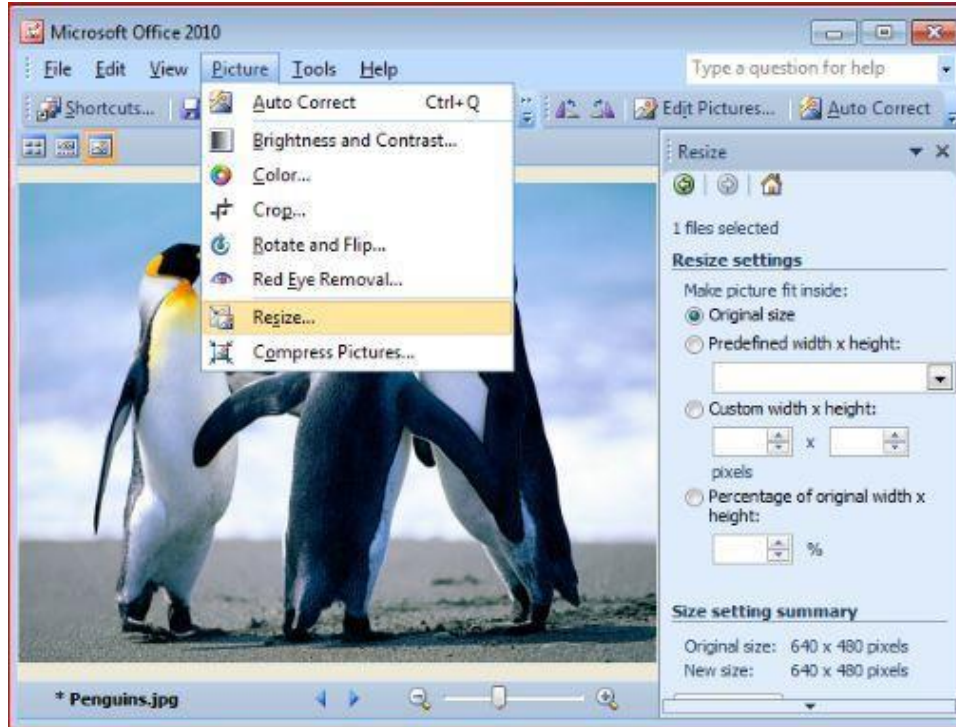 Microsoft Office 2010
File Edit View Picture Tools Help
Type a question for help
Shortcuts...
Edit Pictures...
Auto Correct
Auto Correct Ctrl+Q
Brightness and Contrast...
Color...
Crop...
Rotate and Flip...
Red Eye Removal...
Resize...
Compress Pictures...
Resize
1 files selected
Resize settings
Make picture fit inside:
Original size
Predefined width x height:
Custom width x height:
x
pixels
Percentage of original width x
height:
%
Size setting summary
Original size: 640 x 480 pixels
New size: 640 x 480 pixels
* Penguins.jpg